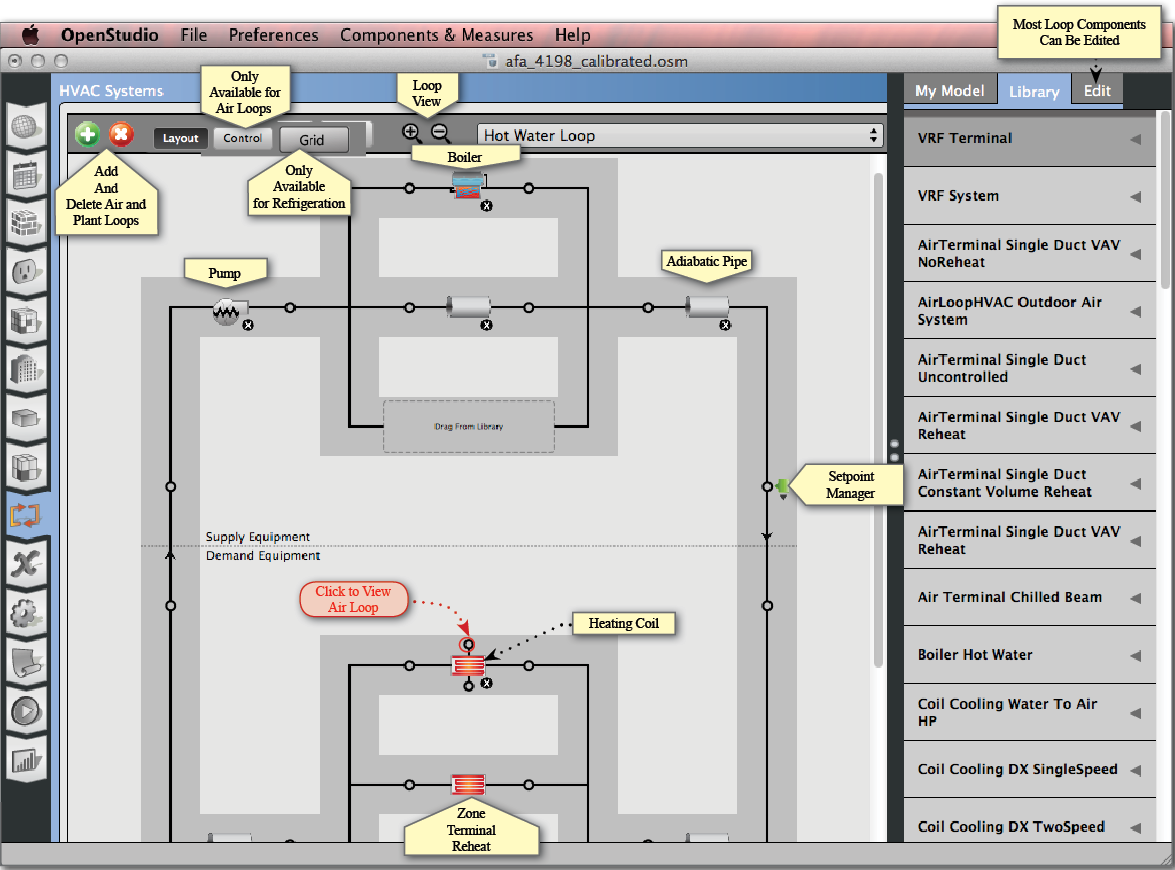 Most Loop Components
Can Be Edited
OpenStudio File Preferences Components & Measures Help
afa_4198_calibrated.osm
HVAC Systems
Only
Available for
Air Loops
Loop
View
My Model Library Edit
Layout Control Grid
Hot Water Loop
Add
And
Delete Air and
Plant Loops
Only
Available
for Refrigeration
Boiler
Pump
Adiabatic Pipe
Drag From Library
Setpoint
Manager
Supply Equipment
Demand Equipment
Click to View
Air Loop
Heating Coil
Zone
Terminal
Reheat
VRF Terminal
VRF System
AirTerminal Single Duct VAV
NoReheat
AirLoopHVAC Outdoor Air
System
AirTerminal Single Duct
Uncontrolled
AirTerminal Single Duct VAV
Reheat
AirTerminal Single Duct
Constant Volume Reheat
AirTerminal Single Duct VAV
Reheat
Air Terminal Chilled Beam
Boiler Hot Water
Coil Cooling Water To Air
HP
Coil Cooling DX SingleSpeed
Coil Cooling DX TwoSpeed